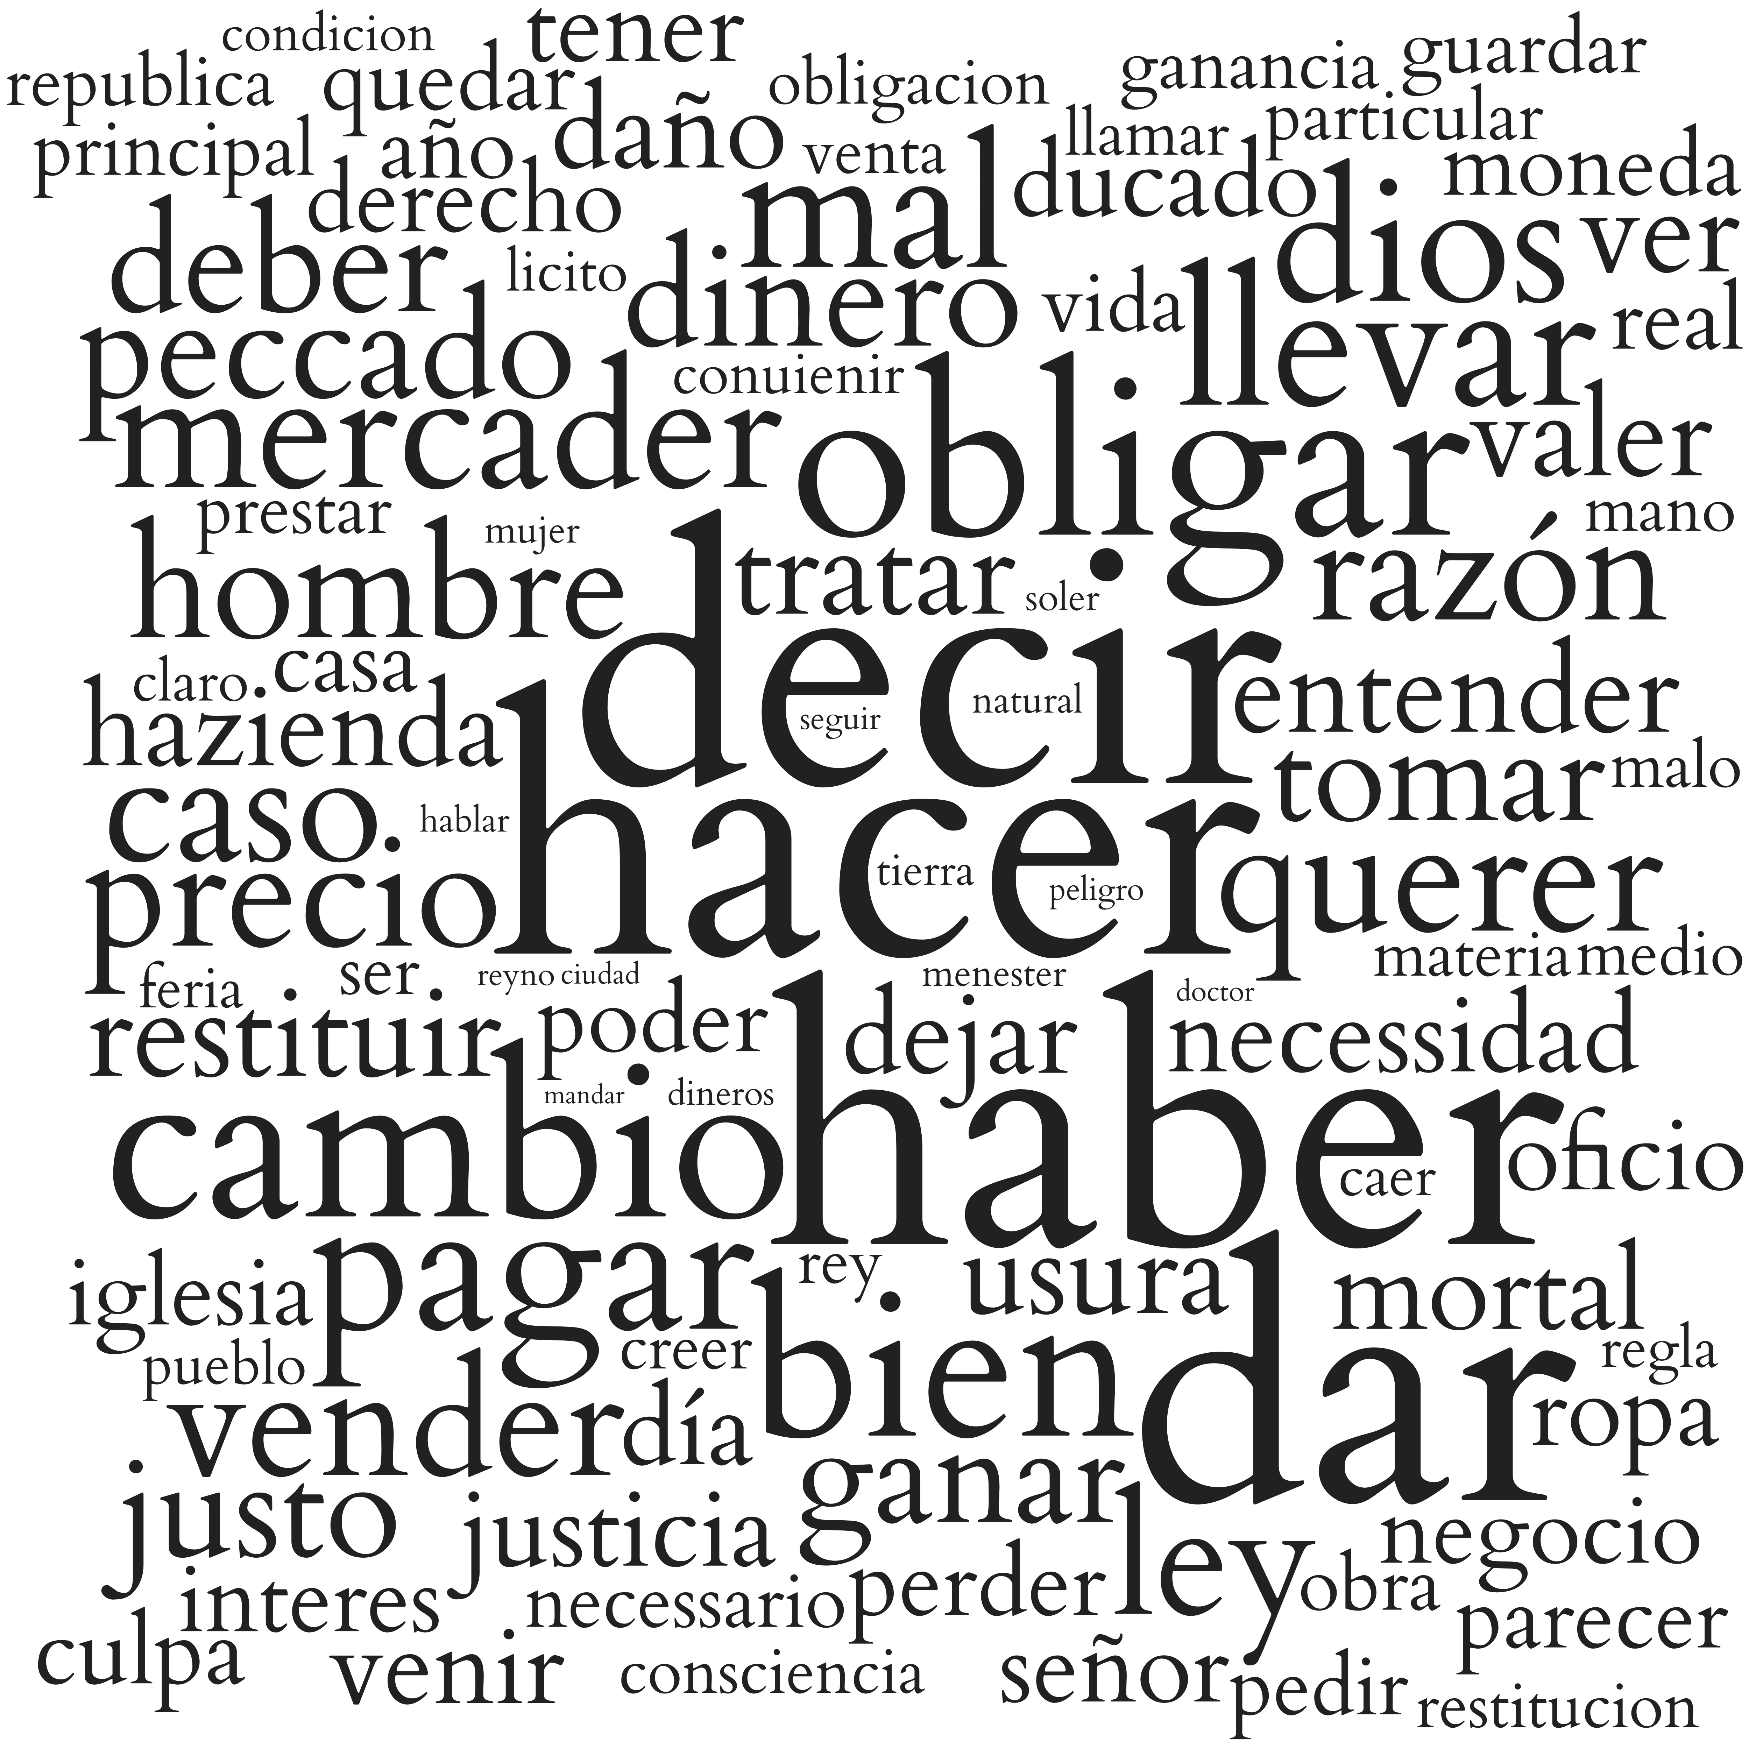 condicion tener
republica quedar obligacion ganancia guardar
principal año daño venta llamar particular
derecho mal ducado moneda
deber licito dinero vida dios ver
peccado conuienir llevar real
mercader obligar valer
prestar mujer mano
hombre tratar soler razón
claro casa decir natural entender
hazienda seguir
caso hablar hacer tomar malo
precio tierra peligro querer
feria ser reyno ciudad menester materia medio
restituir poder dejar doctor necessidad
mandar dineros
cambio haber caer oficio
iglesia pagar rey usura mortal
pueblo creer bien regla
vender día dar ropa
justo justicia ganar negocio
interes necessario perder ley obra parecer
culpa venir consciencia señor pedir restitucion